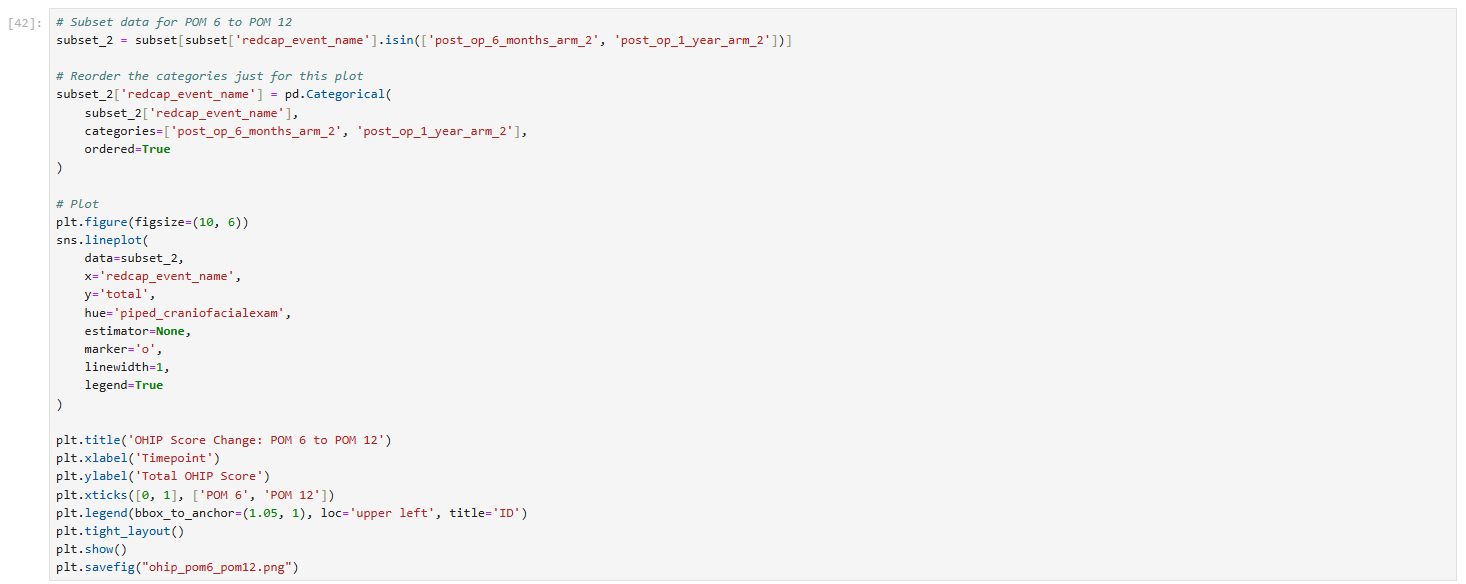 [42]:
# Subset data for POM 6 to POM 12
subset_2 = subset[subset['redcap_event_name'].isin(['post_op_6_months_arm_2', 'post_op_1_year_arm_2'])]

# Reorder the categories just for this plot
subset_2['redcap_event_name'] = pd.Categorical(
    subset_2['redcap_event_name'],
    categories=['post_op_6_months_arm_2', 'post_op_1_year_arm_2'],
    ordered=True
)

# Plot
plt.figure(figsize=(10, 6))
sns.lineplot(
    data=subset_2,
    x='redcap_event_name',
    y='total',
    hue='piped_craniofacialexam',
    estimator=None,
    marker='o',
    linewidth=1,
    legend=True
)

plt.title('OHIP Score Change: POM 6 to POM 12')
plt.xlabel('Timepoint')
plt.ylabel('Total OHIP Score')
plt.xticks([0, 1], ['POM 6', 'POM 12'])
plt.legend(bbox_to_anchor=(1.05, 1), loc='upper left', title='ID')
plt.tight_layout()
plt.show()
plt.savefig("ohip_pom6_pom12.png")